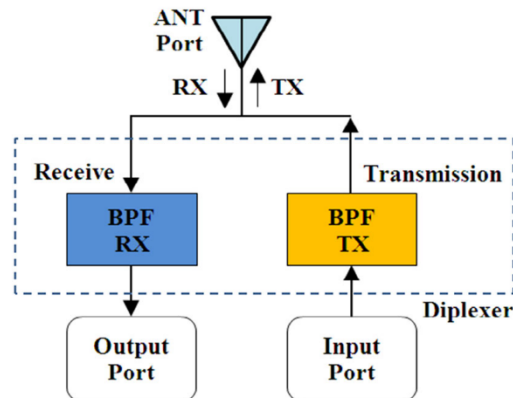 ANT
Port
RX
TX
Receive
Transmission
BPF
RX
BPF
TX
Diplexer
Output
Port
Input
Port